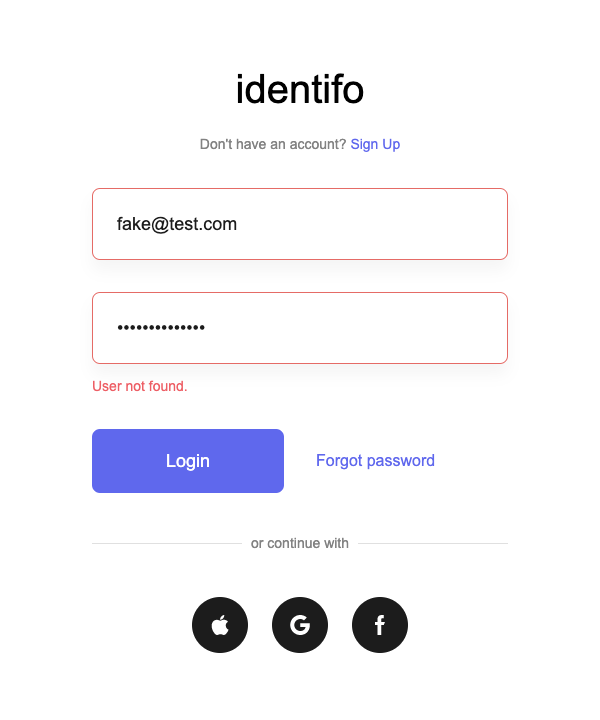 identifo
Don't have an account? Sign Up
fake@test.com
••••••••••••••
User not found.
Login
Forgot password
or continue with